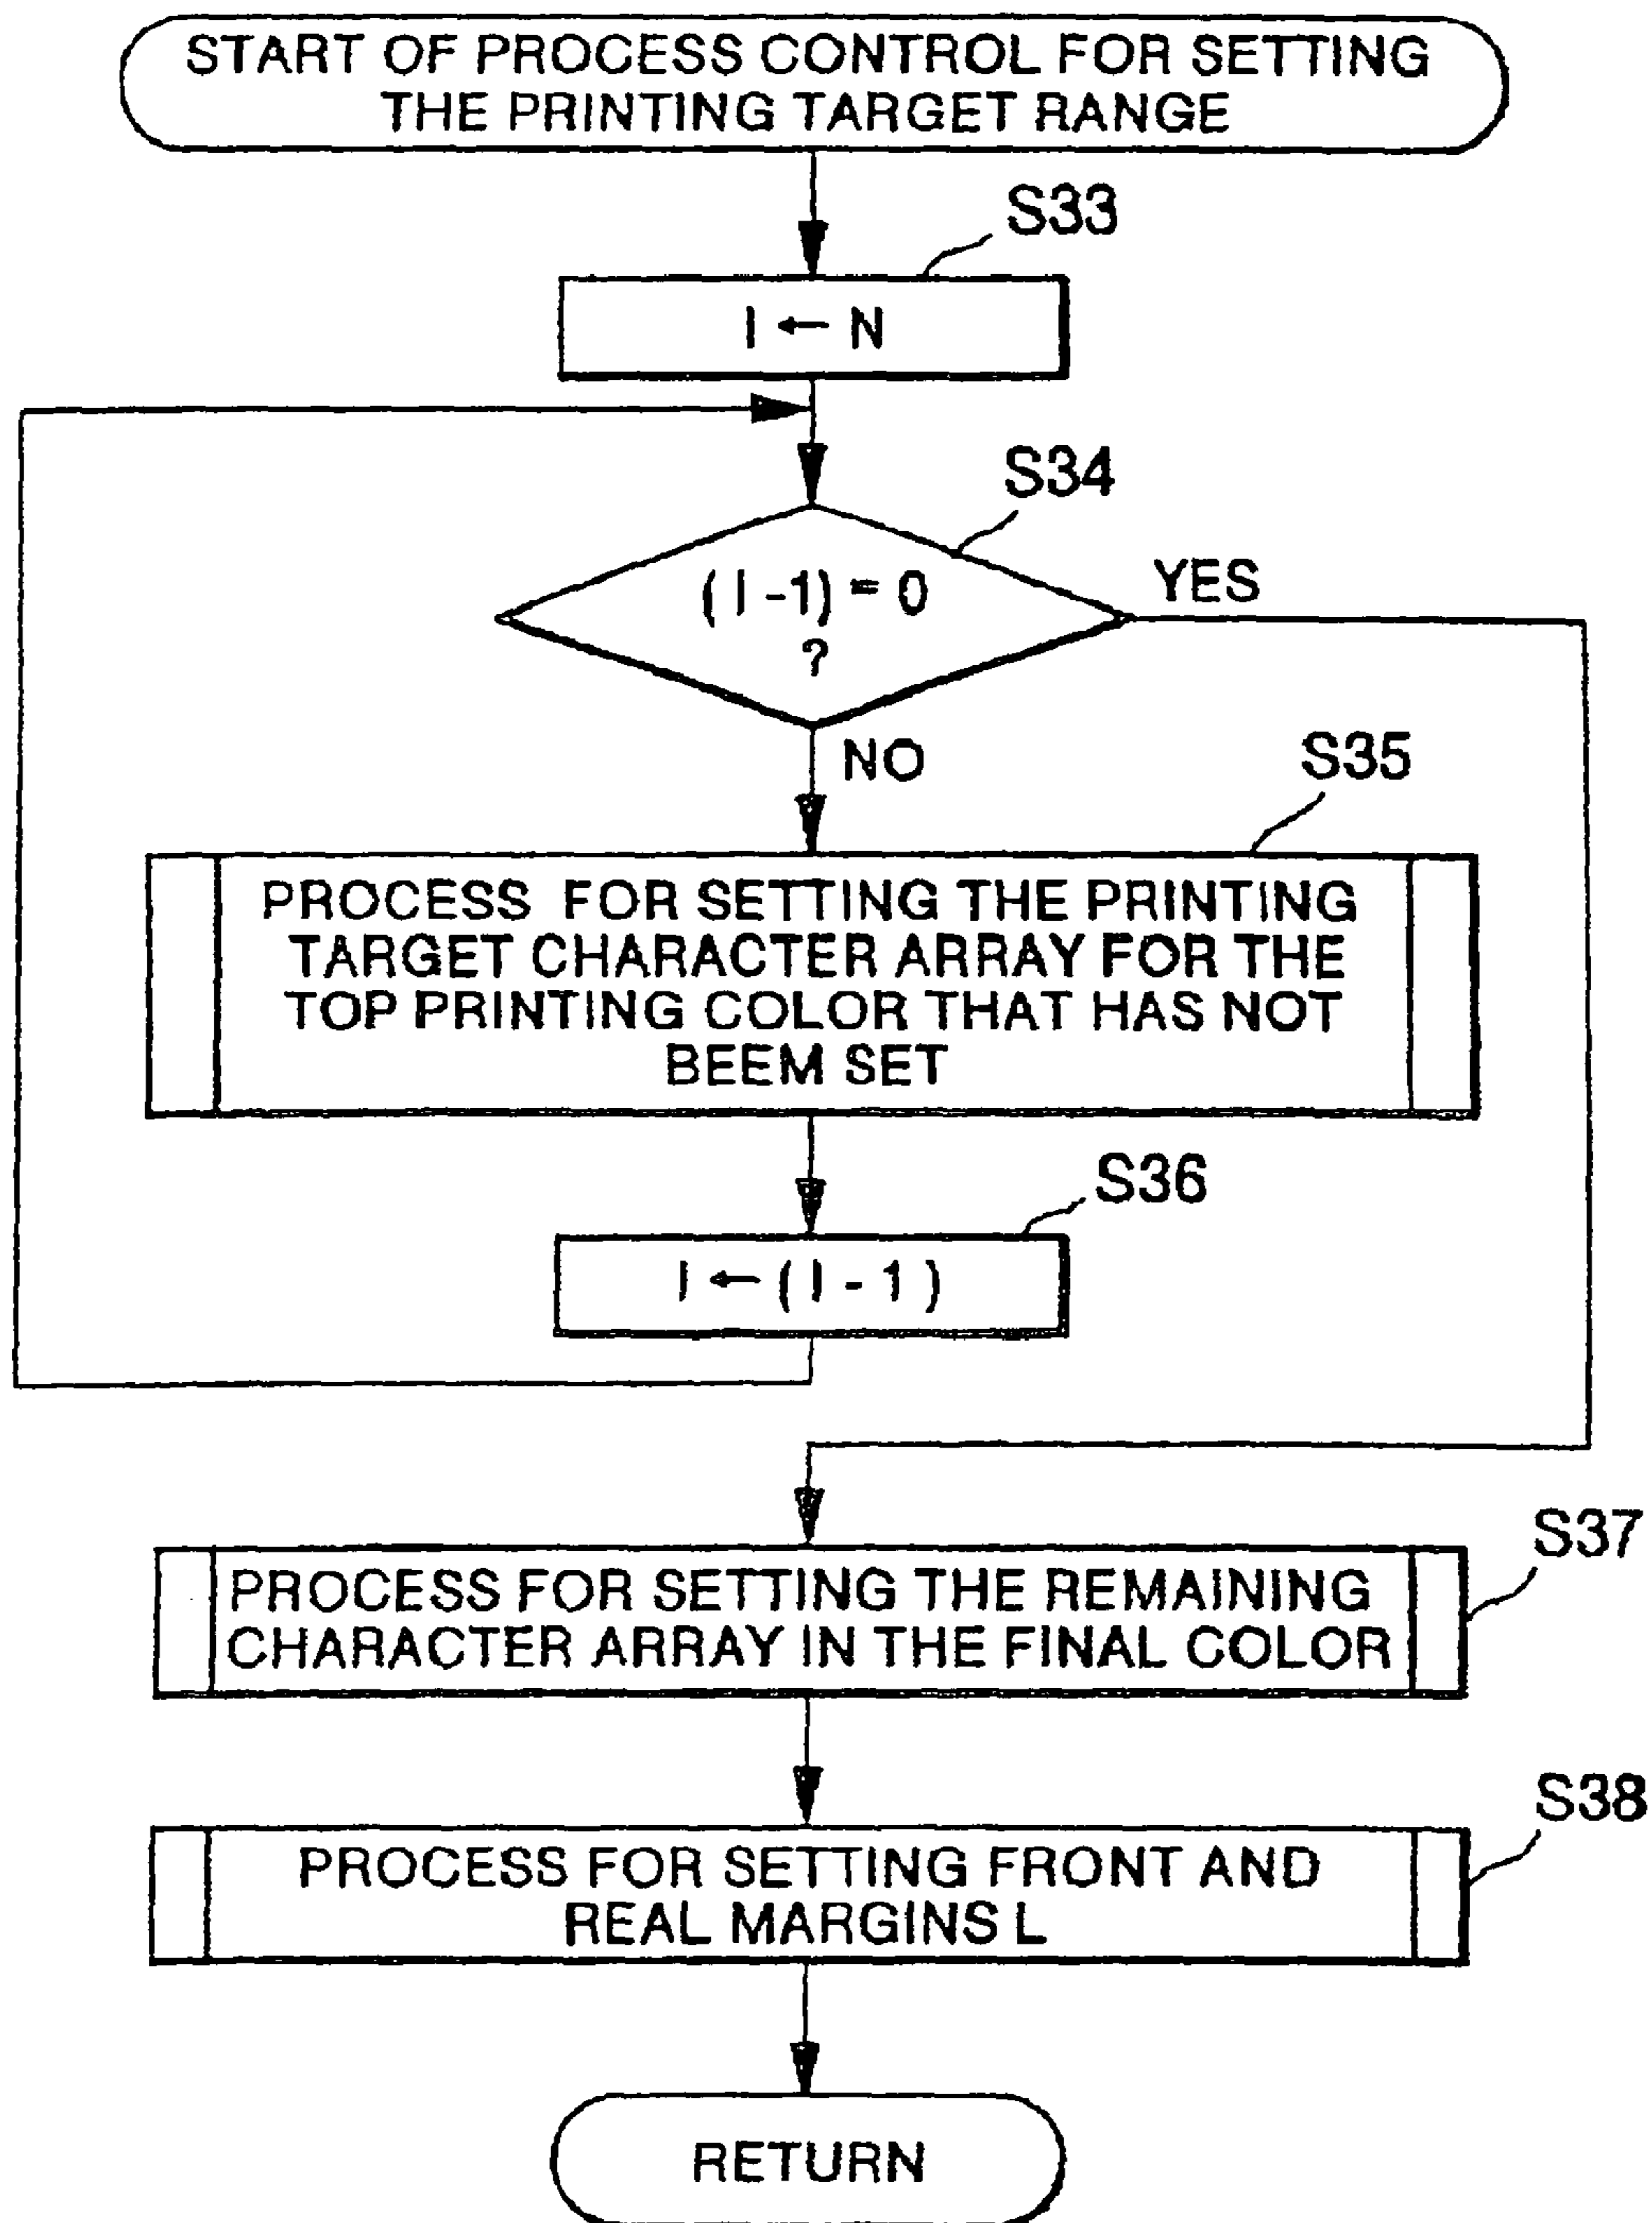 START OF PROCESS CONTROL FOR SETTING
THE PRINTING TARGET RANGE
S33
I ← N
S34
( I -1) = 0
?
YES
NO
S35
PROCESS FOR SETTING THE PRINTING
TARGET CHARACTER ARRAY FOR THE
TOP PRINTING COLOR THAT HAS NOT
BEEM SET
S36
I ← ( I - 1 )
S37
PROCESS FOR SETTING THE REMAINING
CHARACTER ARRAY IN THE FINAL COLOR
S38
PROCESS FOR SETTING FRONT AND
REAL MARGINS L
RETURN